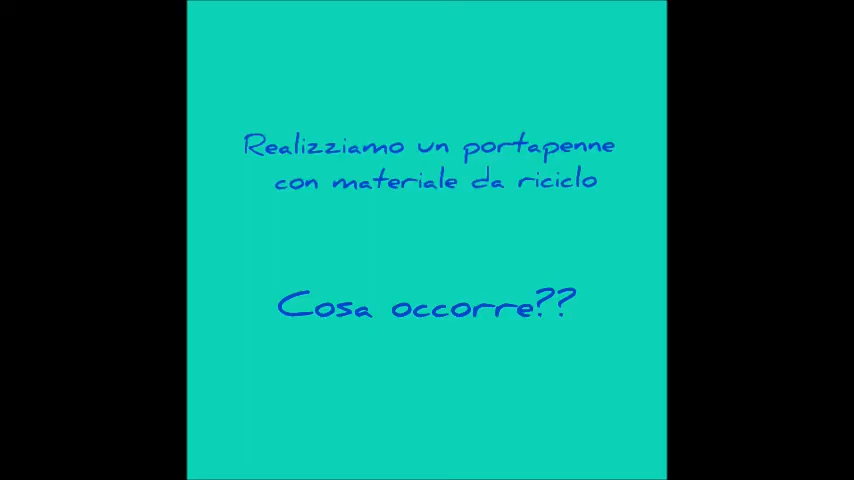 Realizziamo un portapenne
con materiale da riciclo
Cosa occorre??